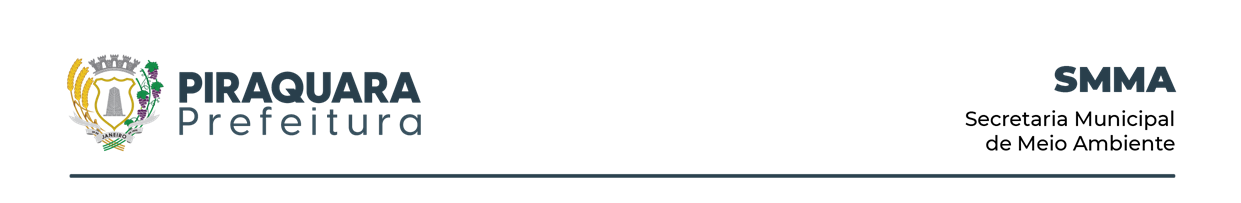 PIRAQUARA
Prefeitura
JANEIRO
SMMA
Secretaria Municipal
de Meio Ambiente